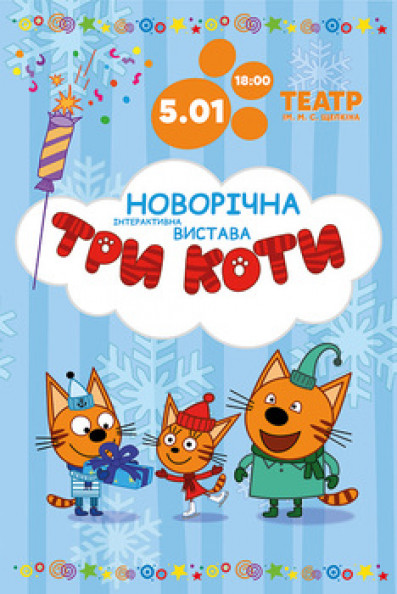 5.01
18:00
ТЕАТР
ІМ. М. С. ЩЕПКІНА
НОВОРІЧНА
ІНТЕРАКТИВНА
ВИСТАВА
ТРИ КОТИ